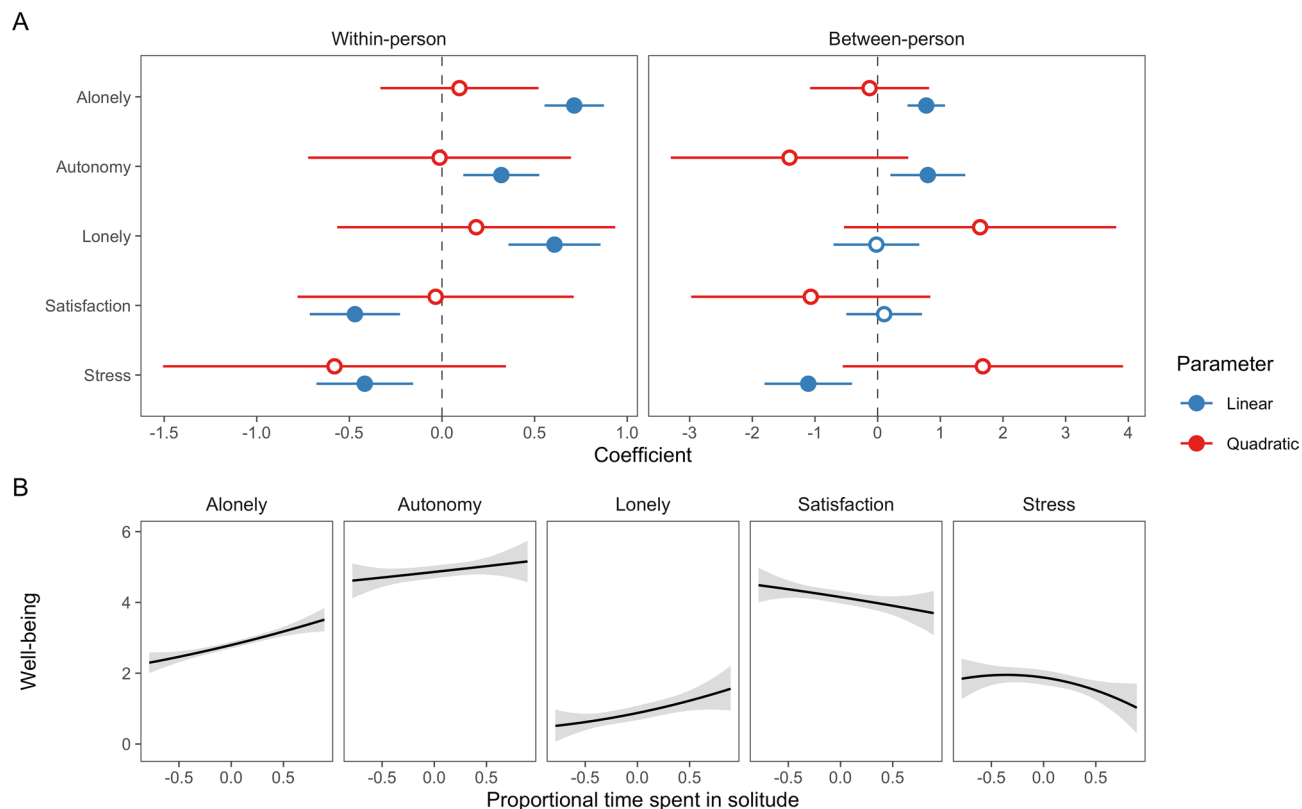 A
Within-person
Between-person
Alonely
Autonomy
Lonely
Satisfaction
Stress
-1.5 -1.0 -0.5 0.0 0.5 1.0
-3 -2 -1 0 1 2 3 4
Coefficient
Parameter
Linear
Quadratic
B
Alonely
Autonomy
Lonely
Satisfaction
Stress
Well-being
6
4
2
0
-0.5 0.0 0.5
-0.5 0.0 0.5
-0.5 0.0 0.5
-0.5 0.0 0.5
-0.5 0.0 0.5
Proportional time spent in solitude